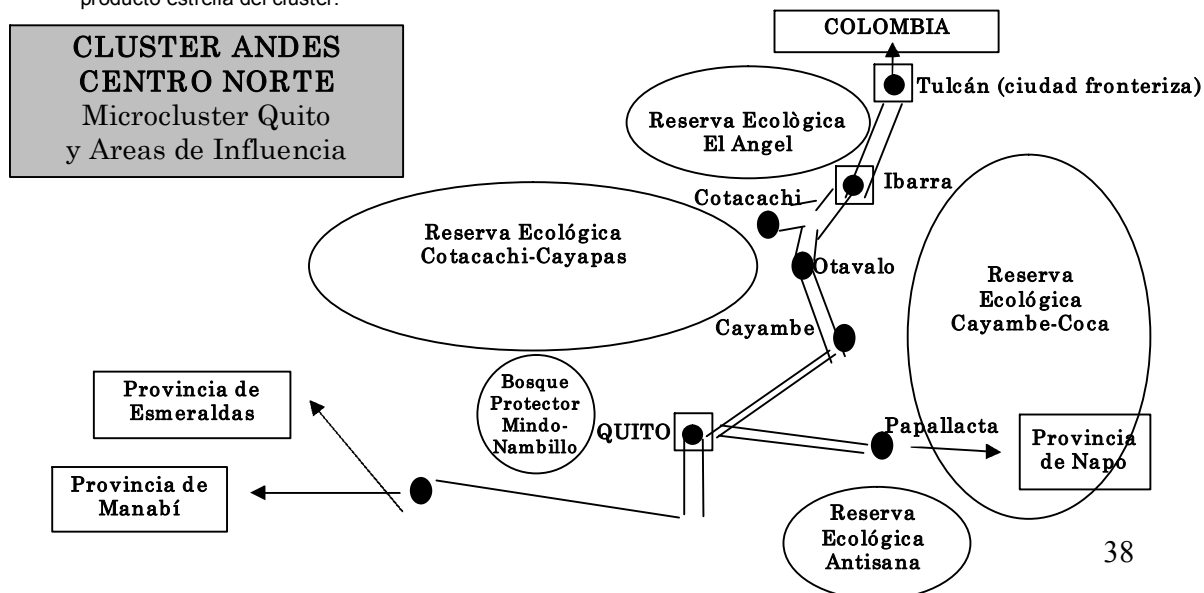 producto estrella del cluster.
CLUSTER ANDES
CENTRO NORTE
Microcluster Quito
y Areas de Influencia
COLOMBIA
Tulcán (ciudad fronteriza)
Reserva Ecològica
El Angel
Ibarra
Cotacachi
Reserva Ecológica
Cotacachi-Cayapas
Otavalo
Reserva
Ecológica
Cayambe-Coca
Cayambe
Provincia de
Esmeraldas
Bosque
Protector
Mindo-
Nambillo
QUITO
Papallacta
Provincia
de Napo
Provincia de
Manabí
Reserva
Ecológica
Antisana
38